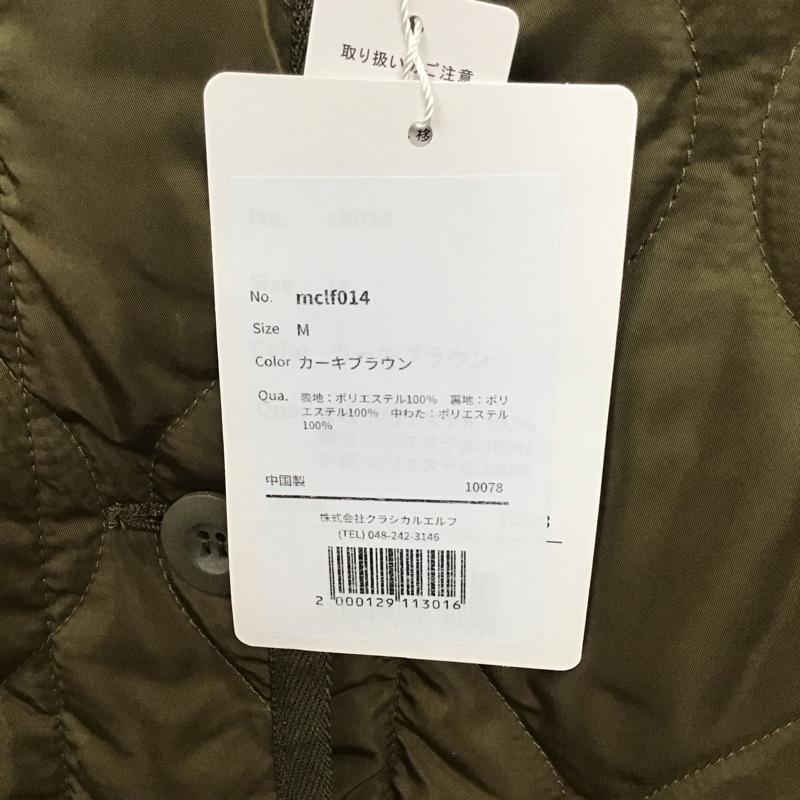 取り扱いのご注意
移
No. mclf014
Size M
Color カーキブラウン
Qua. 表地：ポリエステル100% 裏地：ポリ
エステル100% 中わた：ポリエステル
100%
中国製 10078
株式会社クラシカルエルフ
(TEL) 048-242-3146
2 000129 113016